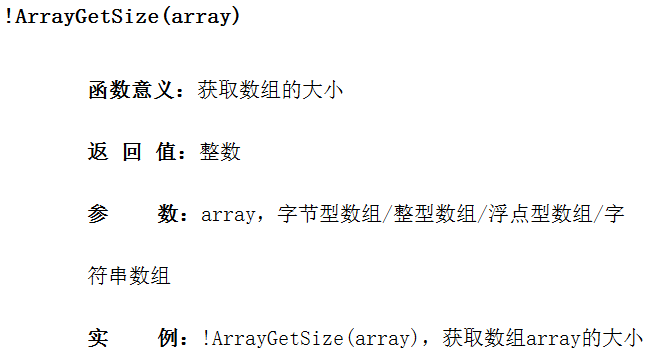 !ArrayGetSize(array)
函数意义：获取数组的大小
返 回 值：整数
参    数：array，字节型数组/整型数组/浮点型数组/字
符串数组
实    例：!ArrayGetSize(array)，获取数组array的大小